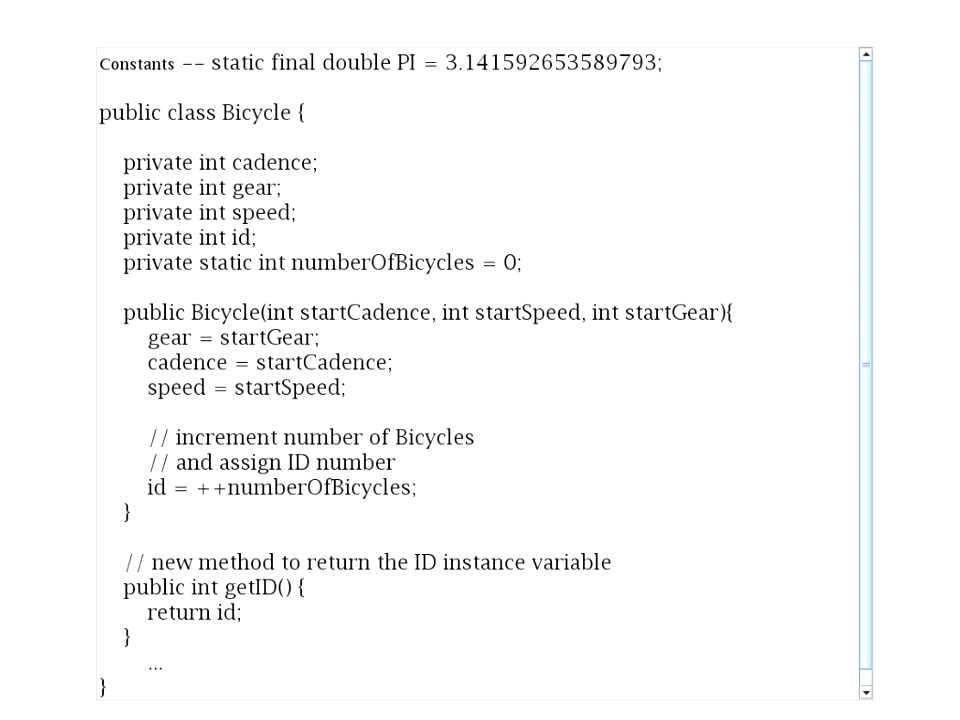 Constants -- static final double PI = 3.141592653589793;
public class Bicycle {
private int cadence;
private int gear;
private int speed;
private int id;
private static int numberOfBicycles = 0;
public Bicycle(int startCadence, int startSpeed, int startGear){
gear = startGear;
cadence = startCadence;
speed = startSpeed;
// increment number of Bicycles
// and assign ID number
id = ++numberOfBicycles;
}
// new method to return the ID instance variable
public int getID() {
return id;
}
...
}